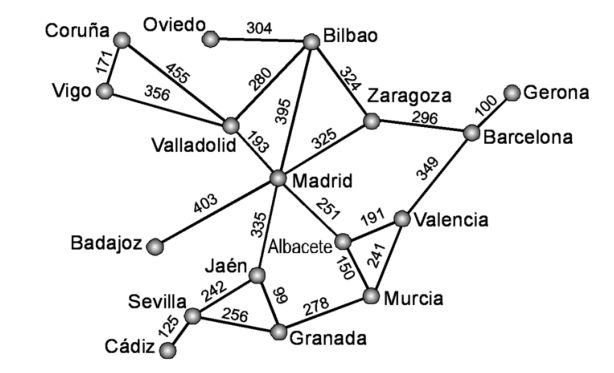 Coruña
Oviedo
304
Bilbao
171
455
280
324
Vigo
356
395
Zaragoza
100
Gerona
296
Valladolid
193
325
Barcelona
349
Madrid
403
251
191
Valencia
335
Badajoz
Albacete
150
241
Jaén
242
99
Murcia
Sevilla
278
125
256
Granada
Cádiz